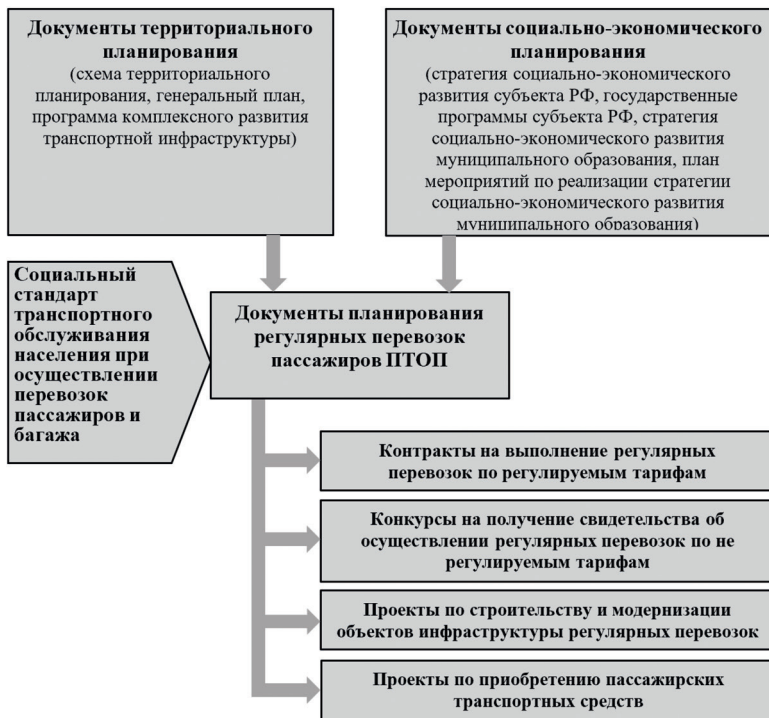 Документы территориального
планирования
(схема территориального
планирования, генеральный план,
программа комплексного развития
транспортной инфраструктуры)
Документы социально-экономического
планирования
(стратегия социально-экономического
развития субъекта РФ, государственные
программы субъекта РФ, стратегия
социально-экономического развития
муниципального образования, план
мероприятий по реализации стратегии
социально-экономического развития
муниципального образования)
Социальный
стандарт
транспортного
обслуживания
населения при
осуществлении
перевозок
пассажиров и
багажа
Документы планирования
регулярных перевозок
пассажиров ПТОП
Контракты на выполнение регулярных
перевозок по регулируемым тарифам
Конкурсы на получение свидетельства об
осуществлении регулярных перевозок по не
регулируемым тарифам
Проекты по строительству и модернизации
объектов инфраструктуры регулярных перевозок
Проекты по приобретению пассажирских
транспортных средств